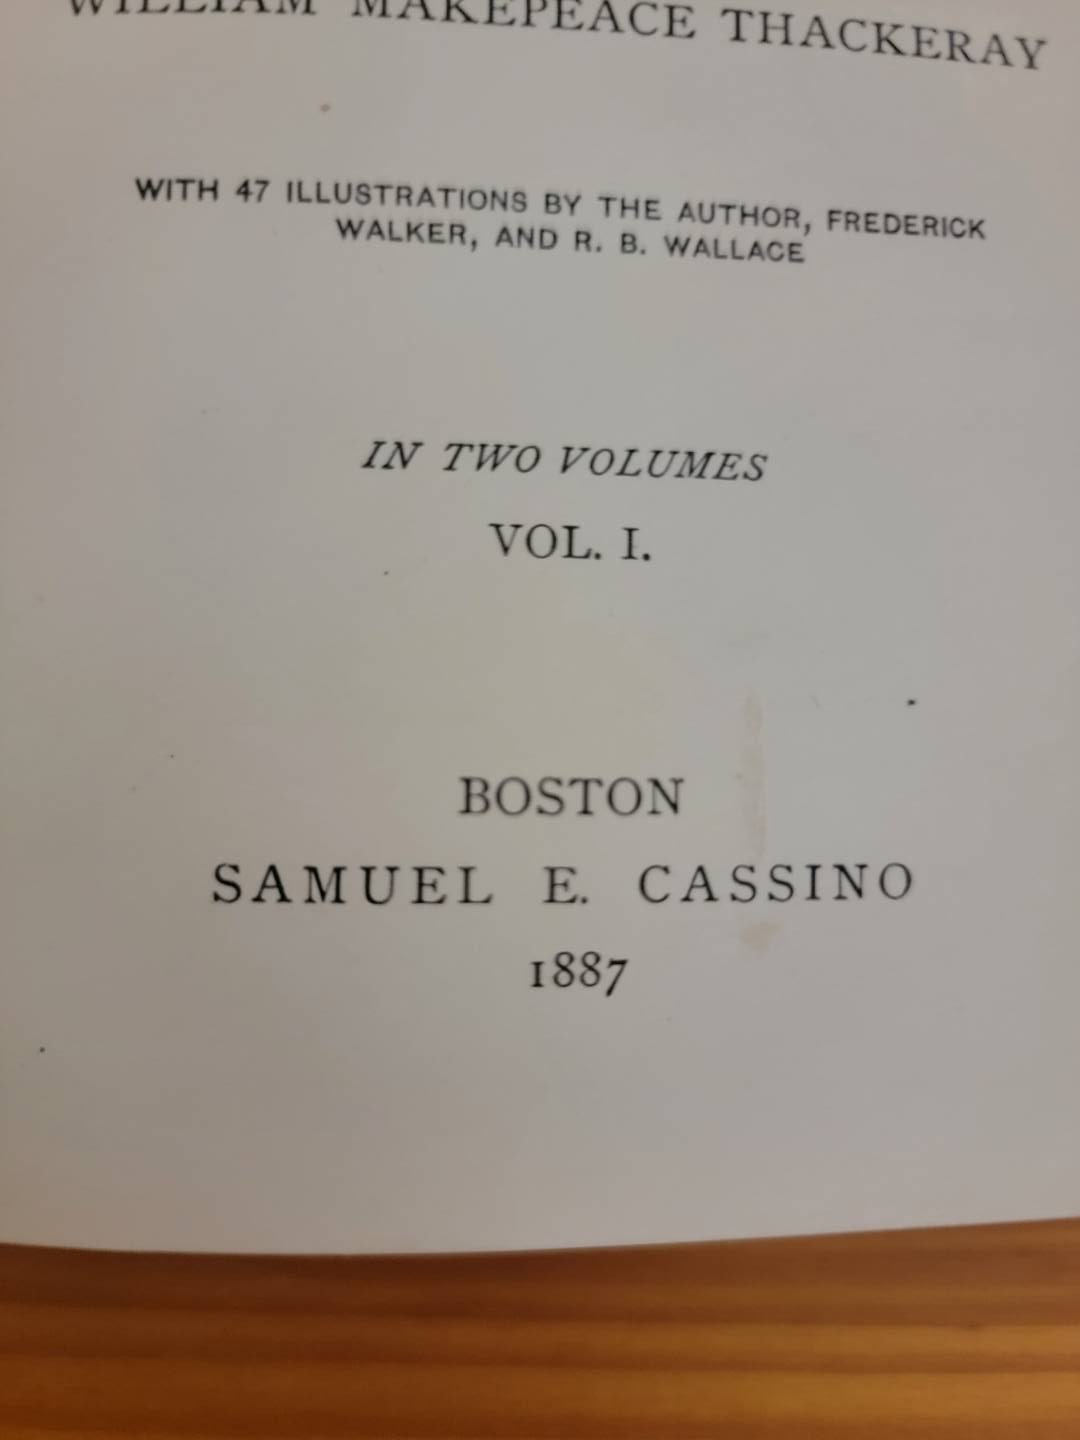 WILLIAM MAKEPEACE THACKERAY
WITH 47 ILLUSTRATIONS BY THE AUTHOR, FREDERICK
WALKER, AND R. B. WALLACE
IN TWO VOLUMES
VOL. I.
BOSTON
SAMUEL E. CASSINO
1887